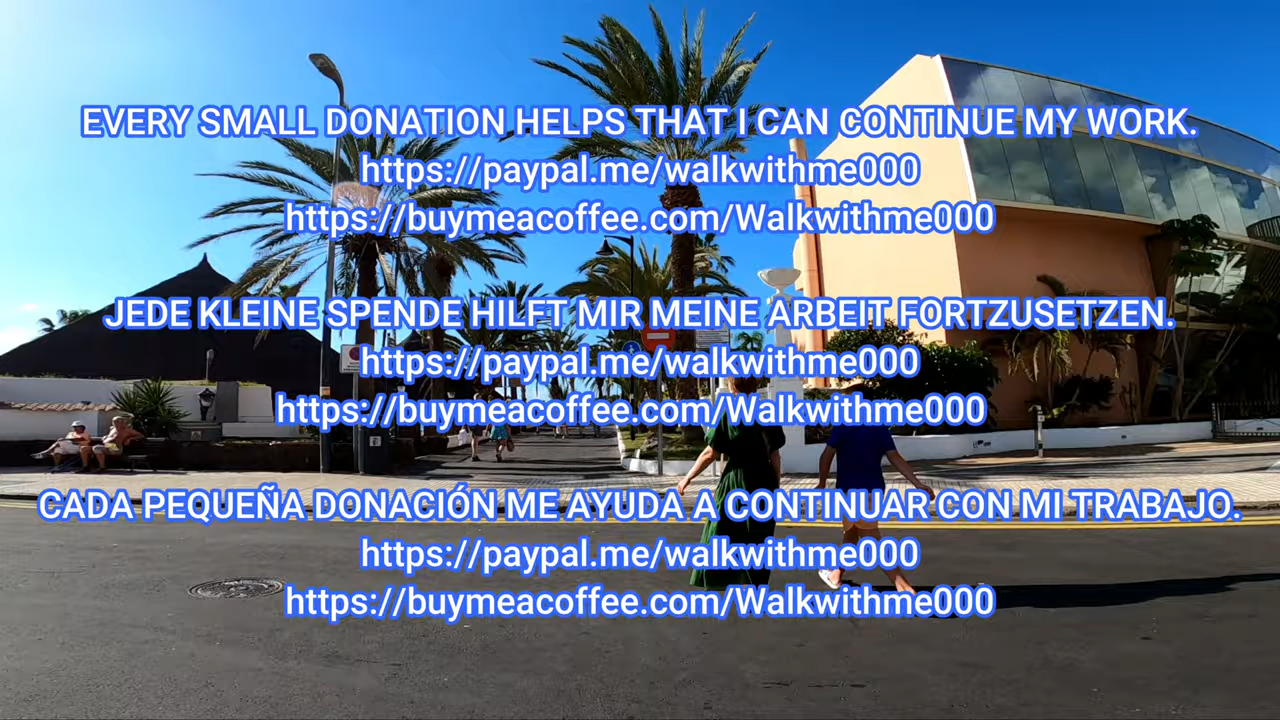 EVERY SMALL DONATION HELPS THAT I CAN CONTINUE MY WORK.
https://paypal.me/walkwithme000
https://buymeacoffee.com/Walkwithme000
JEDE KLEINE SPENDE HILFT MIR MEINE ARBEIT FORTZUSETZEN.
https://paypal.me/walkwithme000
https://buymeacoffee.com/Walkwithme000
CADA PEQUEÑA DONACIÓN ME AYUDA A CONTINUAR CON MI TRABAJO.
https://paypal.me/walkwithme000
https://buymeacoffee.com/Walkwithme000